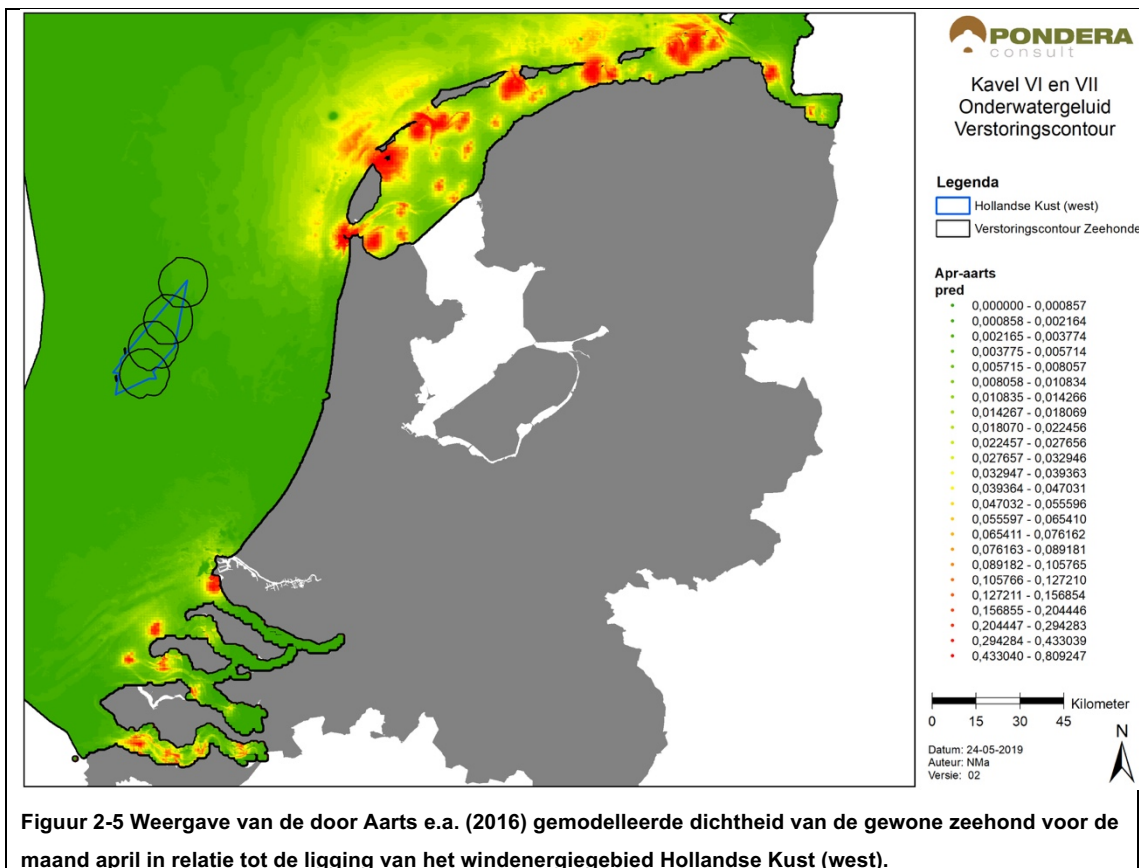 PONDERA
consult
Kavel VI en VII
Onderwatergeluid
Verstoringscontour
Legenda
Hollandse Kust (west)
Verstoringscontour Zeehonde
Apr-aarts
pred
0,000000 - 0,000857
0,000858 - 0,002164
0,002165 - 0,003774
0,003775 - 0,005714
0,005715 - 0,008057
0,008058 - 0,010834
0,010835 - 0,014266
0,014267 - 0,018069
0,018070 - 0,022456
0,022457 - 0,027656
0,027657 - 0,032946
0,032947 - 0,039363
0,039364 - 0,047031
0,047032 - 0,055596
0,055597 - 0,065410
0,065411 - 0,076162
0,076163 - 0,089181
0,089182 - 0,105765
0,105766 - 0,127210
0,127211 - 0,156854
0,156855 - 0,204446
0,204447 - 0,294283
0,294284 - 0,433039
0,433040 - 0,809247
Kilometer
0 15 30 45
N
Datum: 24-05-2019
Auteur: NMa
Versie: 02
Figuur 2-5 Weergave van de door Aarts e.a. (2016) gemodelleerde dichtheid van de gewone zeehond voor de
maand april in relatie tot de ligging van het windenergiegebied Hollandse Kust (west).